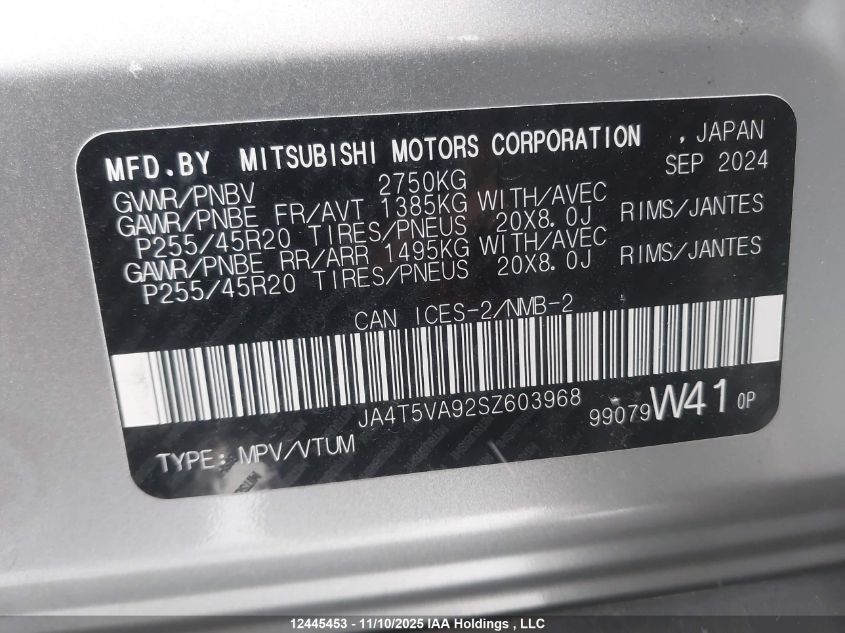 MFD.BY MITSUBISHI MOTORS CORPORATION , JAPAN
SEP 2024
GVWR/PNBV 2750KG
GAWR/PNBE FR/AVT 1385KG WITH/AVEC
P255/45R20 TIRES/PNEUS 20X8.0J RIMS/JANTES
GAWR/PNBE RR/ARR 1495KG WITH/AVEC
P255/45R20 TIRES/PNEUS 20X8.0J RIMS/JANTES
CAN ICES-2/NMB-2
JA4T5VA92SZ603968
99079W41 0P
TYPE: MPV/VTUM
12445453 - 11/10/2025 IAA Holdings , LLC